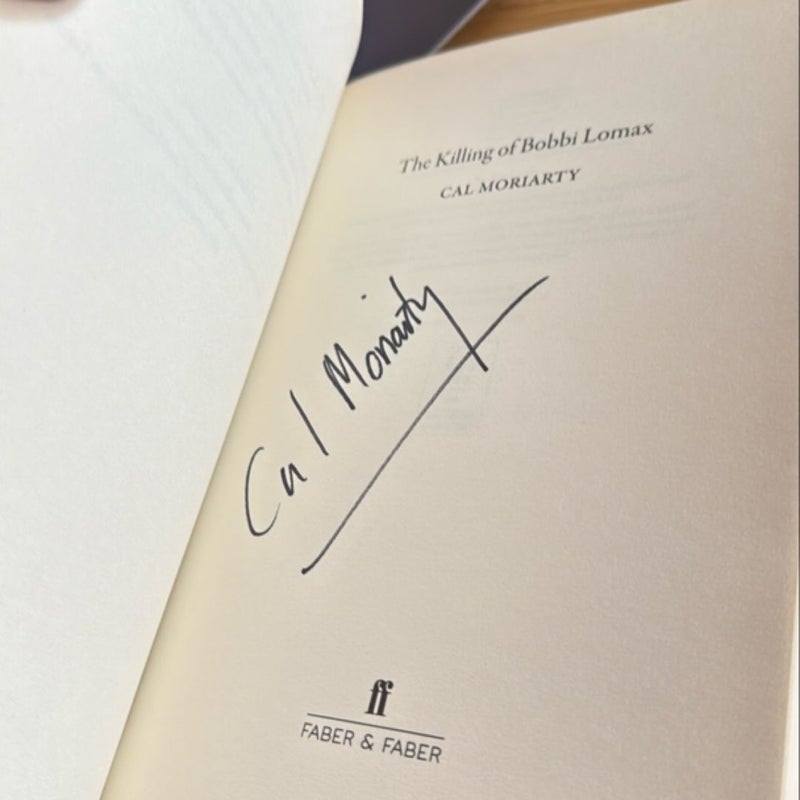 The Killing of Bobbi Lomax
CAL MORIARTY
Cal Moriarty
ff
FABER & FABER